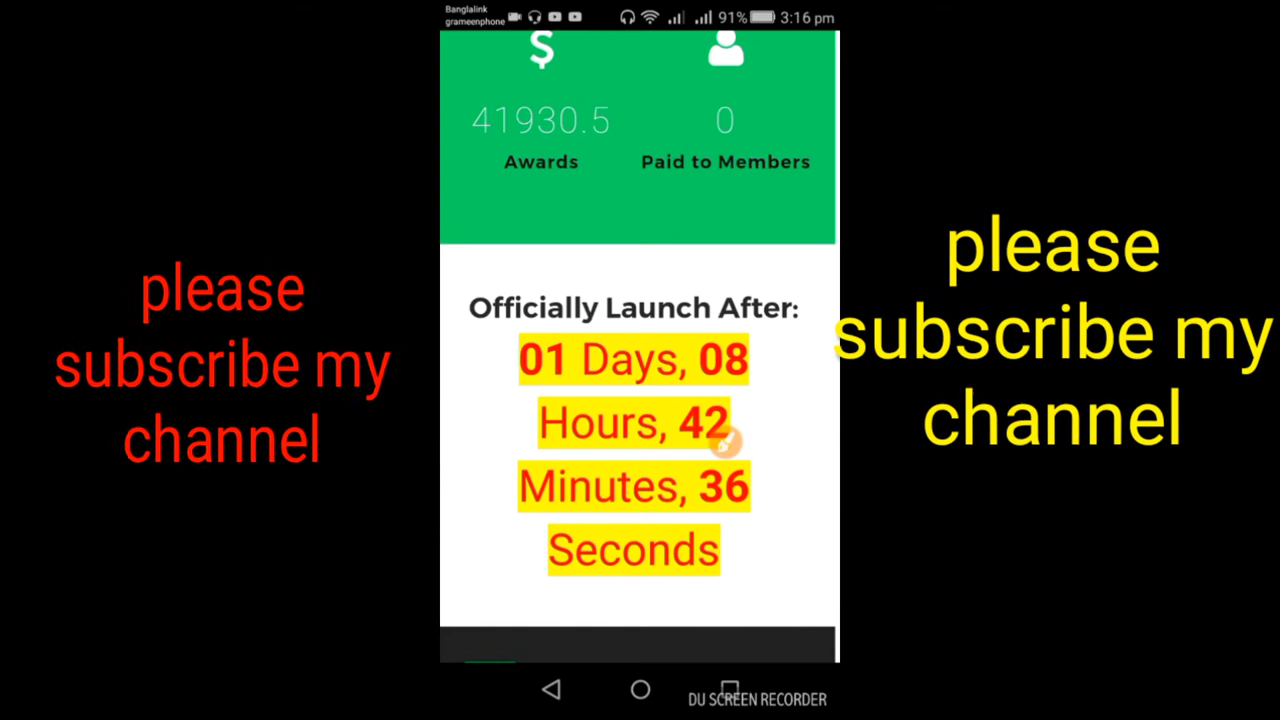 Banglalink
grameenphone
91% 3:16 pm
$
41930.5 0
Awards Paid to Members
Officially Launch After:
01 Days, 08
Hours, 42
Minutes, 36
Seconds
please
subscribe my
channel
please
subscribe my
channel
DU SCREEN RECORDER